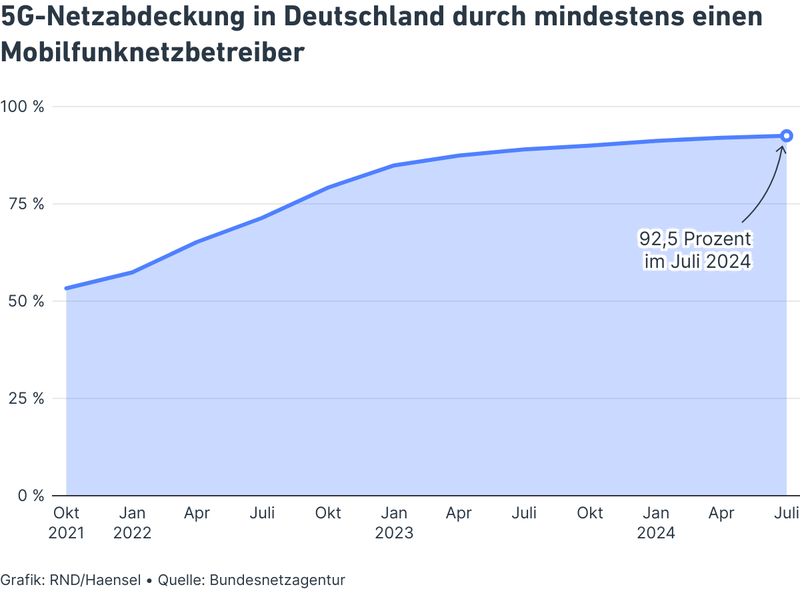 5G-Netzabdeckung in Deutschland durch mindestens einen
Mobilfunknetzbetreiber
100 %
75 %
92,5 Prozent
im Juli 2024
50 %
25 %
0 %
Okt Jan Apr Juli Okt Jan Apr Juli Okt Jan Apr Juli
2021 2022 2023 2024
Grafik: RND/Haensel • Quelle: Bundesnetzagentur